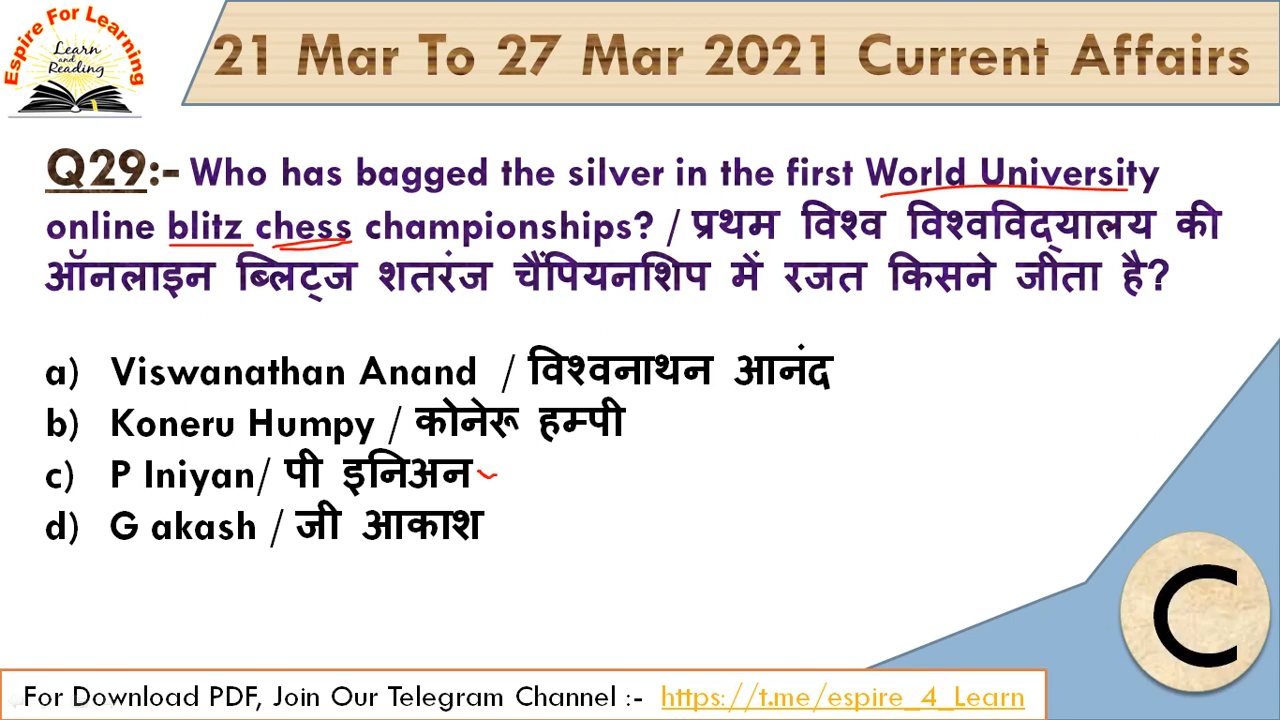 Espire For Learning
Learn
and
Reading
21 Mar To 27 Mar 2021 Current Affairs
Q29:- Who has bagged the silver in the first World University
online blitz chess championships? / प्रथम विश्व विश्वविद्यालय की
ऑनलाइन ब्लिट्ज शतरंज चैंपियनशिप में रजत किसने जीता है?
a) Viswanathan Anand / विश्वनाथन आनंद
b) Koneru Humpy / कोनेरू हम्पी
c) P Iniyan/ पी इनिअन
d) G akash / जी आकाश
C
For Download PDF, Join Our Telegram Channel :- https://t.me/espire_4_Learn